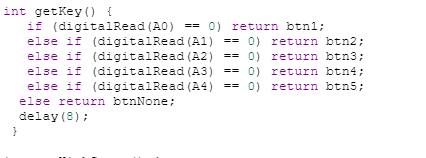 int getKey() {
if (digitalRead(A0) == 0) return btn1;
else if (digitalRead(A1) == 0) return btn2;
else if (digitalRead(A2) == 0) return btn3;
else if (digitalRead(A3) == 0) return btn4;
else if (digitalRead(A4) == 0) return btn5;
else return btnNone;
delay(8);
}